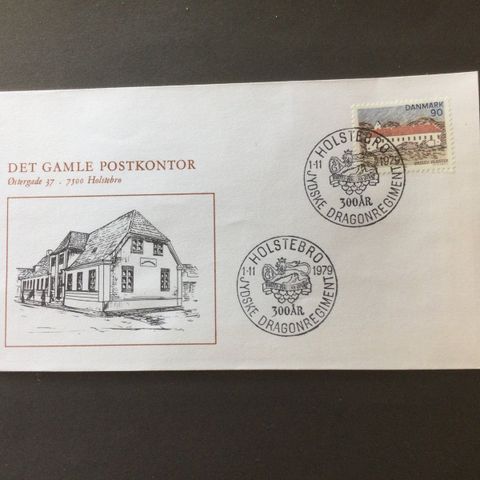 DANMARK
90
DET GAMLE POSTKONTOR
Østergade 37 . 7500 Holstebro
HOLSTEBRO
1-11 1979
300 ÅR
JYDSKE DRAGONREGIMENT
HOLSTEBRO
1-11 1979
300 ÅR
JYDSKE DRAGONREGIMENT